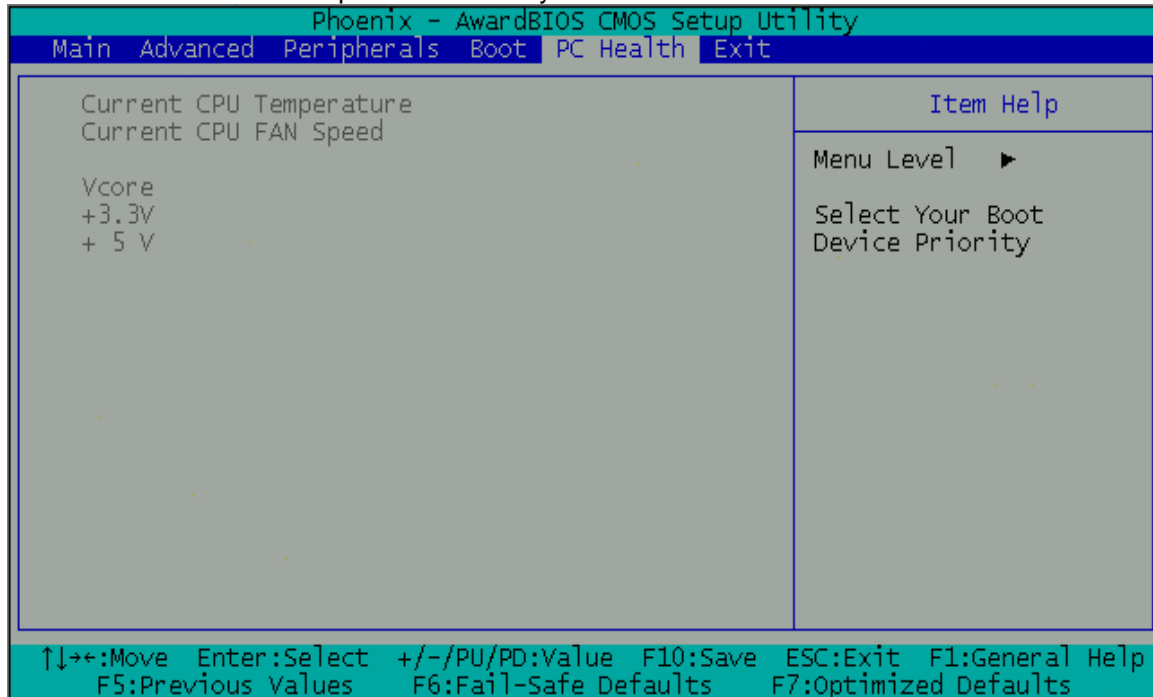 Phoenix - AwardBIOS CMOS Setup Utility
Main Advanced Peripherals Boot PC Health Exit
Current CPU Temperature
Current CPU FAN Speed
Vcore
+3.3V
+ 5 V
Item Help
Menu Level ▶
Select Your Boot
Device Priority
↑↓→←:Move Enter:Select +/-/PU/PD:Value F10:Save ESC:Exit F1:General Help
F5:Previous Values F6:Fail-Safe Defaults F7:Optimized Defaults